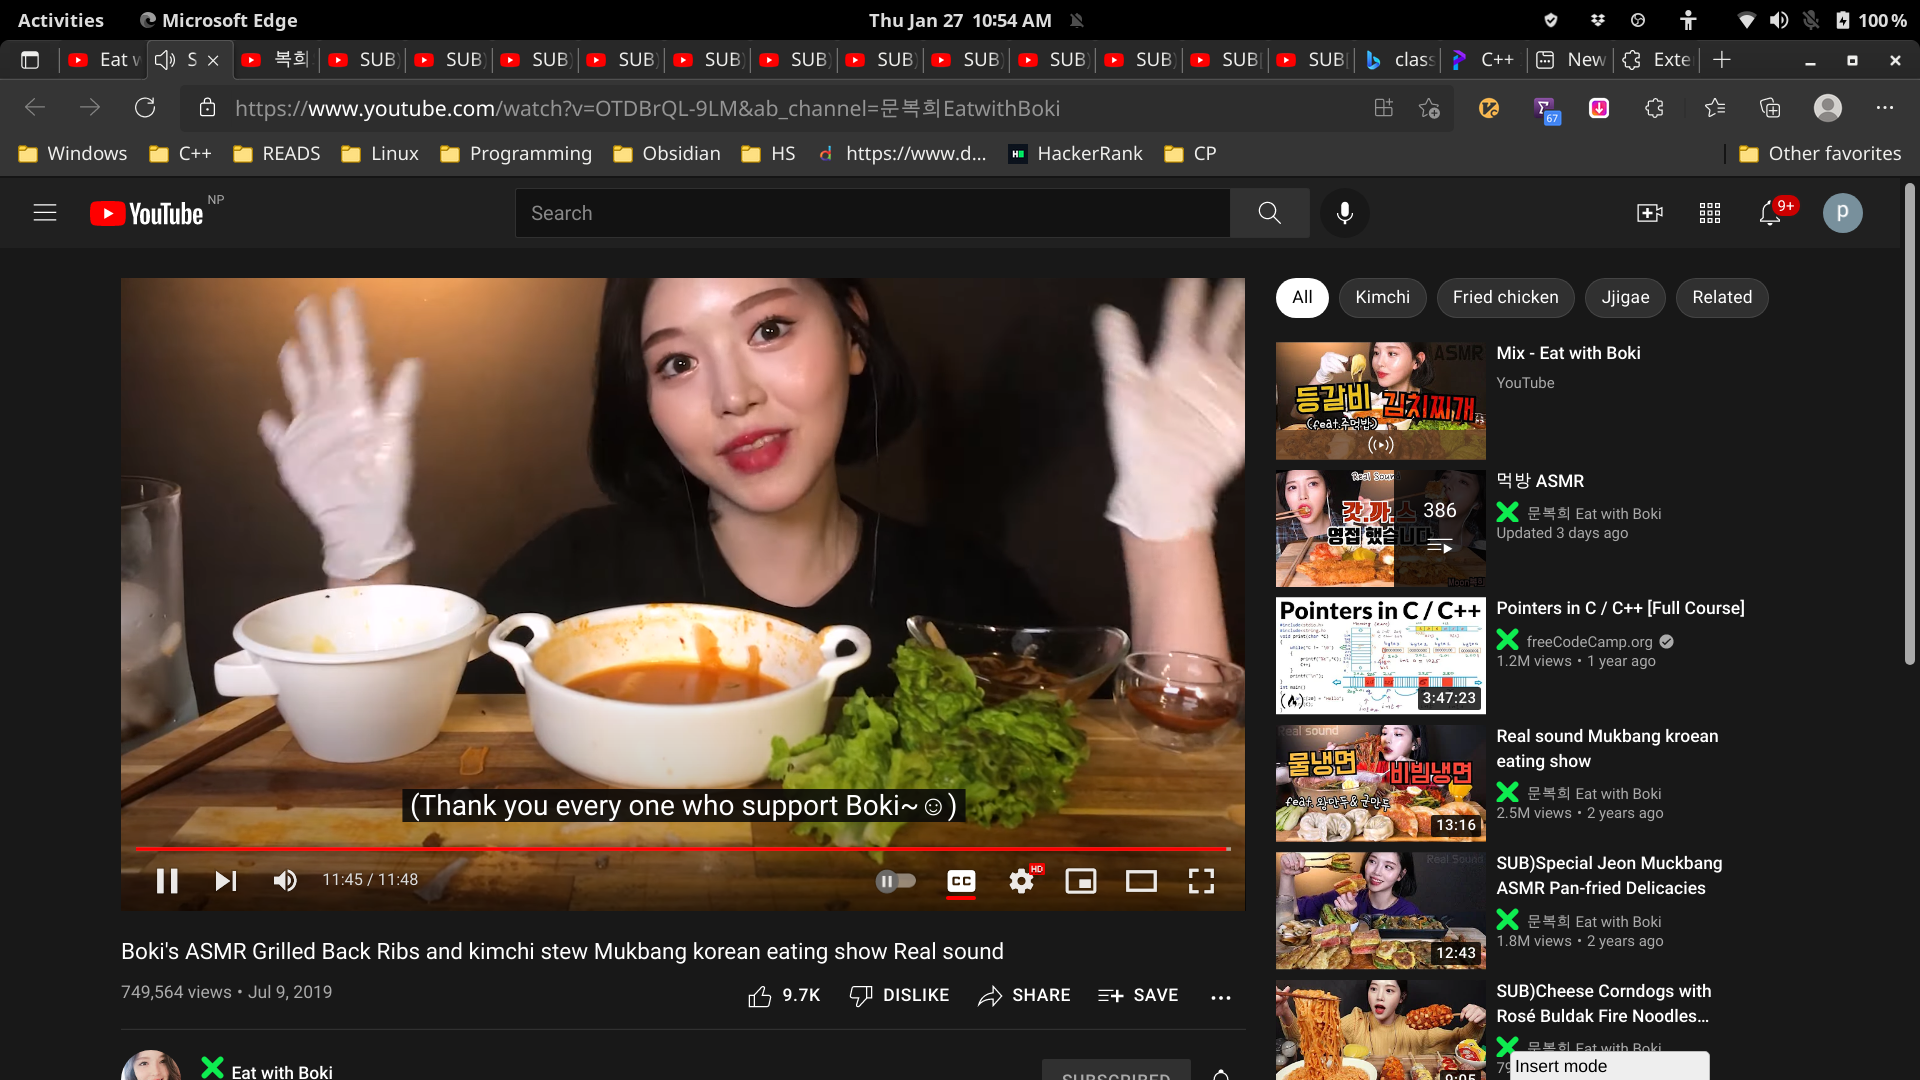 Activities
Microsoft Edge
Thu Jan 27 10:54 AM
100 %
Eat w
S
복희
SUB)
SUB)
SUB)
SUB)
SUB)
SUB)
SUB)
SUB)
SUB)
SUB)
SUB[
SUB[
clas
C++
New
Exte
https://www.youtube.com/watch?v=OTDBrQL-9LM&ab_channel=문복희EatwithBoki
67
Windows
C++
READS
Linux
Programming
Obsidian
HS
https://www.d...
HackerRank
CP
Other favorites
YouTube NP
Search
9+
p
(Thank you every one who support Boki~☺)
11:45 / 11:48
CC
HD
Boki's ASMR Grilled Back Ribs and kimchi stew Mukbang korean eating show Real sound
749,564 views • Jul 9, 2019
9.7K
DISLIKE
SHARE
SAVE
Eat with Boki
SUBSCRIBED
All
Kimchi
Fried chicken
Jjigae
Related
ASMR
등갈비 김치찌개
(feat.주먹밥)
Mix - Eat with Boki
YouTube
Real Sound
갓.까.스
영접 했습니다
386
먹방 ASMR
문복희 Eat with Boki
Updated 3 days ago
Pointers in C / C++
3:47:23
Pointers in C / C++ [Full Course]
freeCodeCamp.org
1.2M views • 1 year ago
Real sound
물냉면
비빔냉면
feat. 왕만두&군만두
13:16
Real sound Mukbang kroean
eating show
문복희 Eat with Boki
2.5M views • 2 years ago
Real Sound
12:43
SUB)Special Jeon Muckbang
ASMR Pan-fried Delicacies
문복희 Eat with Boki
1.8M views • 2 years ago
9:05
SUB)Cheese Corndogs with
Rosé Buldak Fire Noodles...
문복희 Eat with Boki
Insert mode